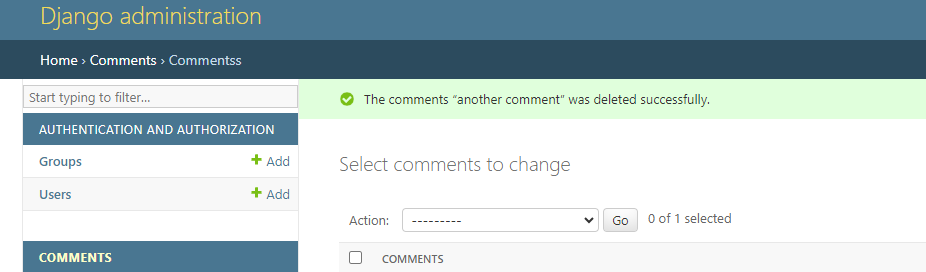 Django administration
Home › Comments › Commentss
Start typing to filter...
The comments “another comment” was deleted successfully.
AUTHENTICATION AND AUTHORIZATION
Groups + Add
Select comments to change
Users + Add
Action: --------- Go 0 of 1 selected
COMMENTS
COMMENTS